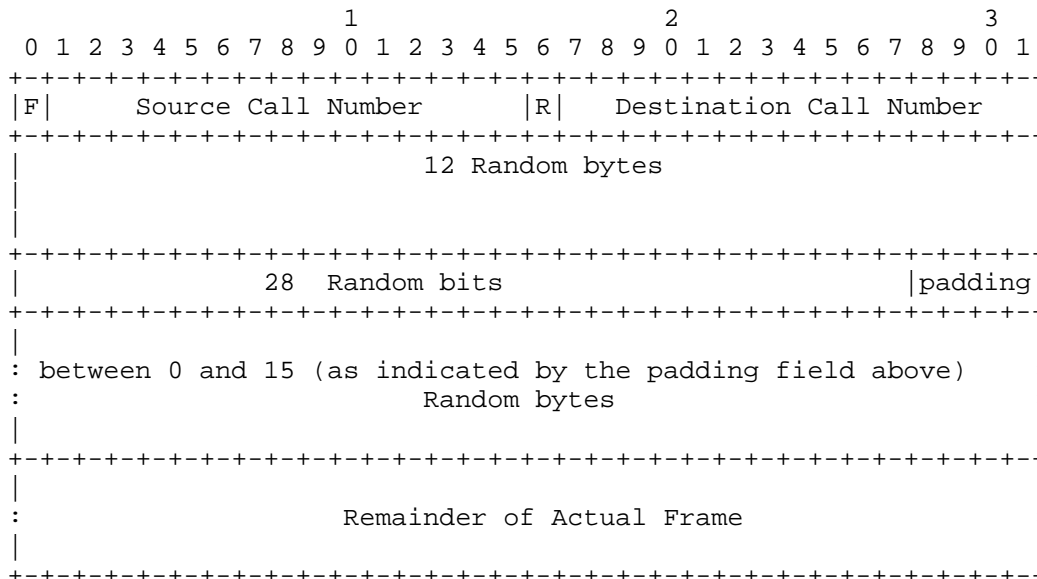 1                   2                   3
 0 1 2 3 4 5 6 7 8 9 0 1 2 3 4 5 6 7 8 9 0 1 2 3 4 5 6 7 8 9 0 1
+-+-+-+-+-+-+-+-+-+-+-+-+-+-+-+-+-+-+-+-+-+-+-+-+-+-+-+-+-+-+-+--
|F|     Source Call Number      |R|   Destination Call Number
+-+-+-+-+-+-+-+-+-+-+-+-+-+-+-+-+-+-+-+-+-+-+-+-+-+-+-+-+-+-+-+--
|                         12 Random bytes
|
|
+-+-+-+-+-+-+-+-+-+-+-+-+-+-+-+-+-+-+-+-+-+-+-+-+-+-+-+-+-+-+-+--
|               28  Random bits                         |padding
+-+-+-+-+-+-+-+-+-+-+-+-+-+-+-+-+-+-+-+-+-+-+-+-+-+-+-+-+-+-+-+--
|
: between 0 and 15 (as indicated by the padding field above)
:                         Random bytes
|
+-+-+-+-+-+-+-+-+-+-+-+-+-+-+-+-+-+-+-+-+-+-+-+-+-+-+-+-+-+-+-+--
|
:                    Remainder of Actual Frame
|
+-+-+-+-+-+-+-+-+-+-+-+-+-+-+-+-+-+-+-+-+-+-+-+-+-+-+-+-+-+-+-+--